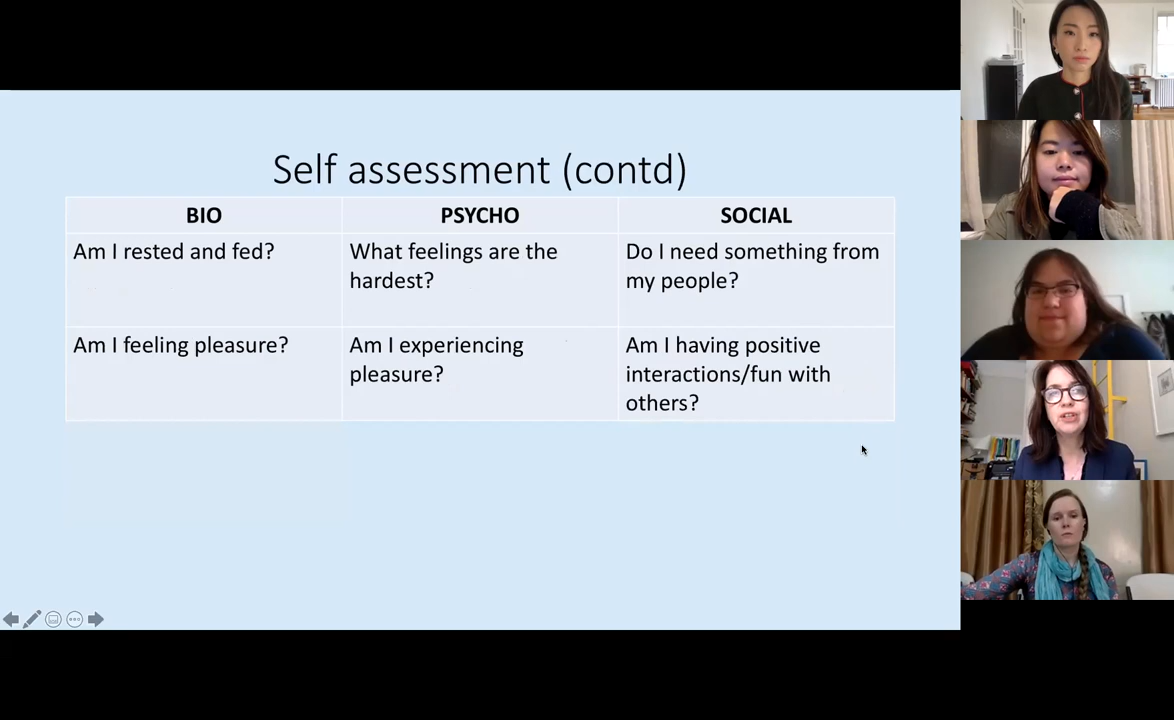 Self assessment (contd)
BIO
PSYCHO
SOCIAL
Am I rested and fed?
What feelings are the
hardest?
Do I need something from
my people?
Am I feeling pleasure?
Am I experiencing
pleasure?
Am I having positive
interactions/fun with
others?